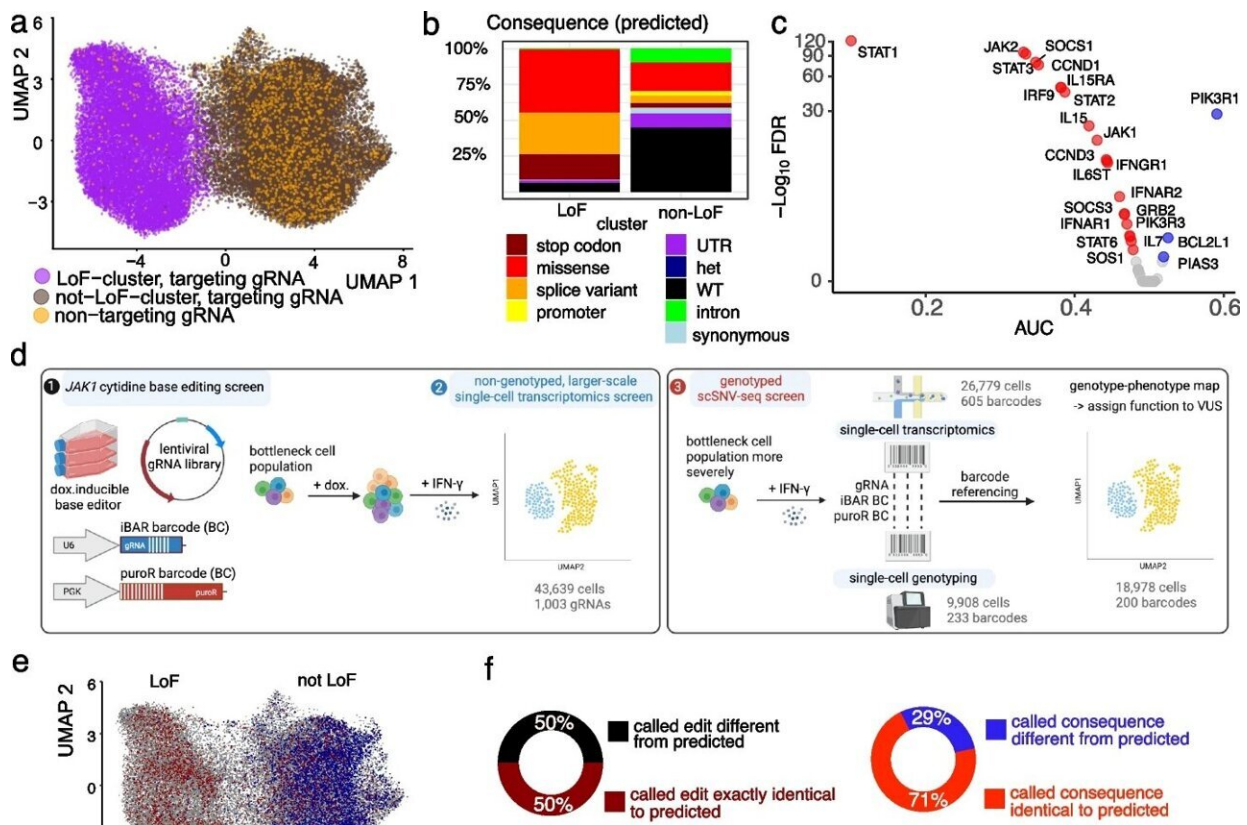 a
UMAP 2
6
3
0
−3
−4
0
4
8
UMAP 1
LoF−cluster, targeting gRNA
not−LoF−cluster, targeting gRNA
non−targeting gRNA
b
Consequence (predicted)
100%
75%
50%
25%
LoF
non−LoF
cluster
stop codon
missense
splice variant
promoter
UTR
het
WT
intron
synonymous
c
−Log10 FDR
120
90
60
30
0
STAT1
JAK2
SOCS1
STAT3
CCND1
IL15RA
IRF9
STAT2
PIK3R1
IL15
JAK1
CCND3
IFNGR1
IL6ST
IFNAR2
SOCS3
GRB2
IFNAR1
PIK3R3
STAT6
IL7
BCL2L1
SOS1
PIAS3
0.2
0.4
0.6
AUC
d
1 JAK1 cytidine base editing screen
dox.inducible
base editor
lentiviral
gRNA library
iBAR barcode (BC)
U6
gRNA
puroR barcode (BC)
PGK
puroR
bottleneck cell
population
+ dox.
+ IFN-γ
2 non-genotyped, larger-scale
single-cell transcriptomics screen
UMAP1
UMAP2
43,639 cells
1,003 gRNAs
3 genotyped
scSNV-seq screen
bottleneck cell
population more
severely
+ IFN-γ
26,779 cells
605 barcodes
single-cell transcriptomics
gRNA
iBAR BC
puroR BC
single-cell genotyping
9,908 cells
233 barcodes
barcode
referencing
genotype-phenotype map
-> assign function to VUS
UMAP1
UMAP2
18,978 cells
200 barcodes
e
UMAP 2
6
3
0
LoF
not LoF
f
50%
50%
called edit different
from predicted
called edit exactly identical
to predicted
29%
71%
called consequence
different from predicted
called consequence
identical to predicted